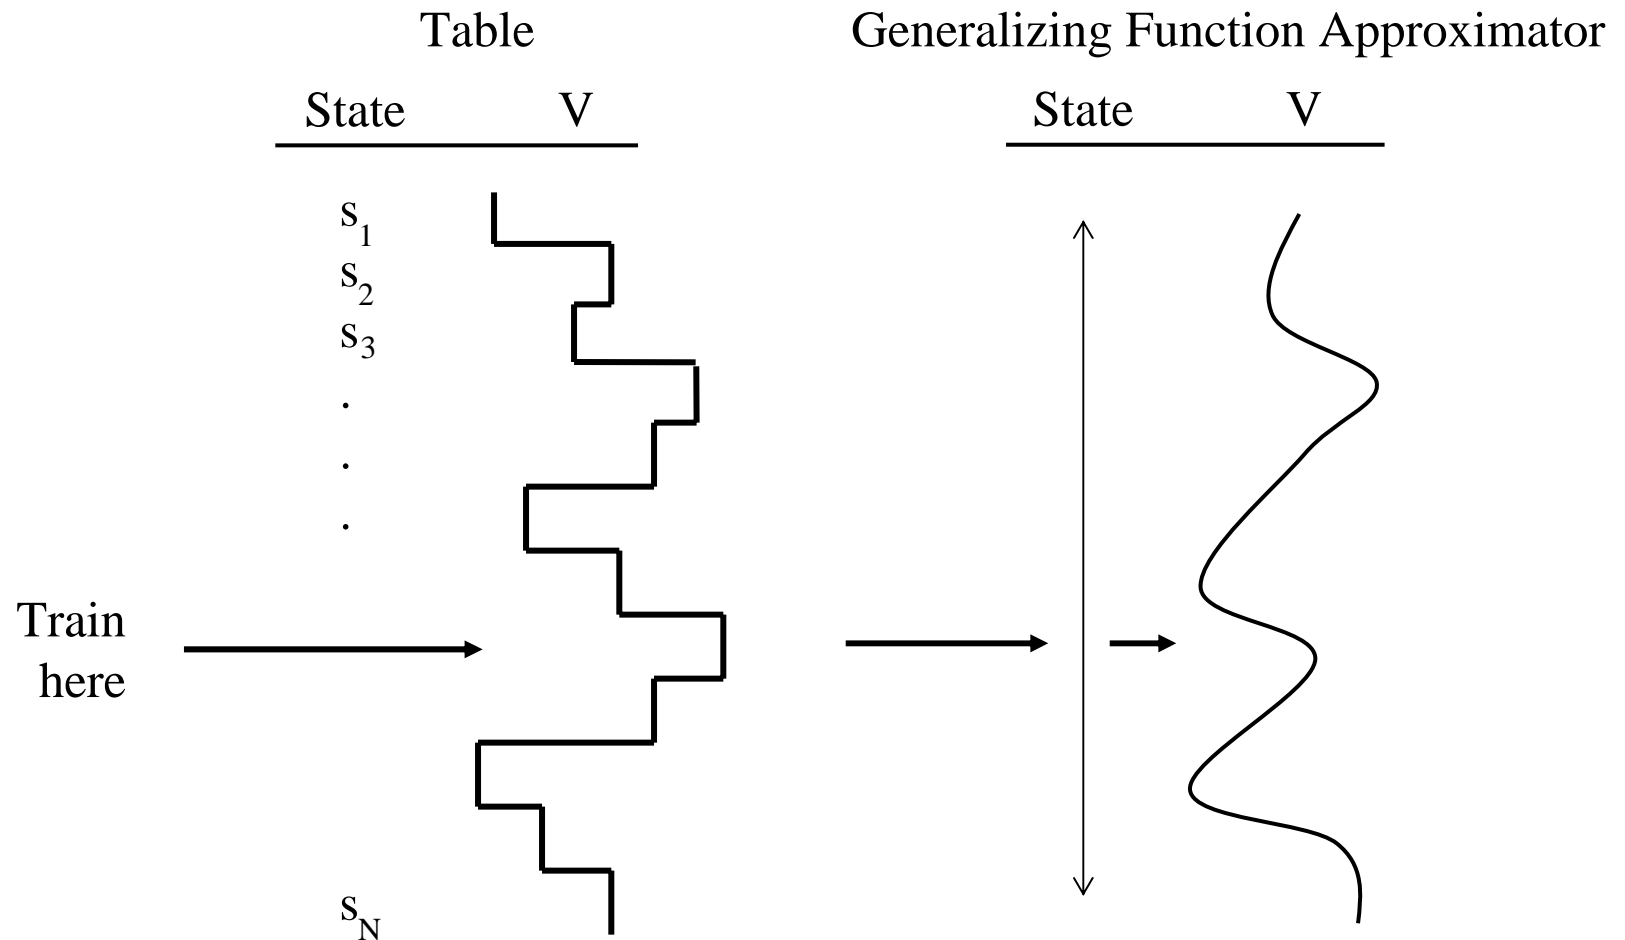 Table
State V
s1
s2
s3
.
.
.
sN
Train
here
Generalizing Function Approximator
State V